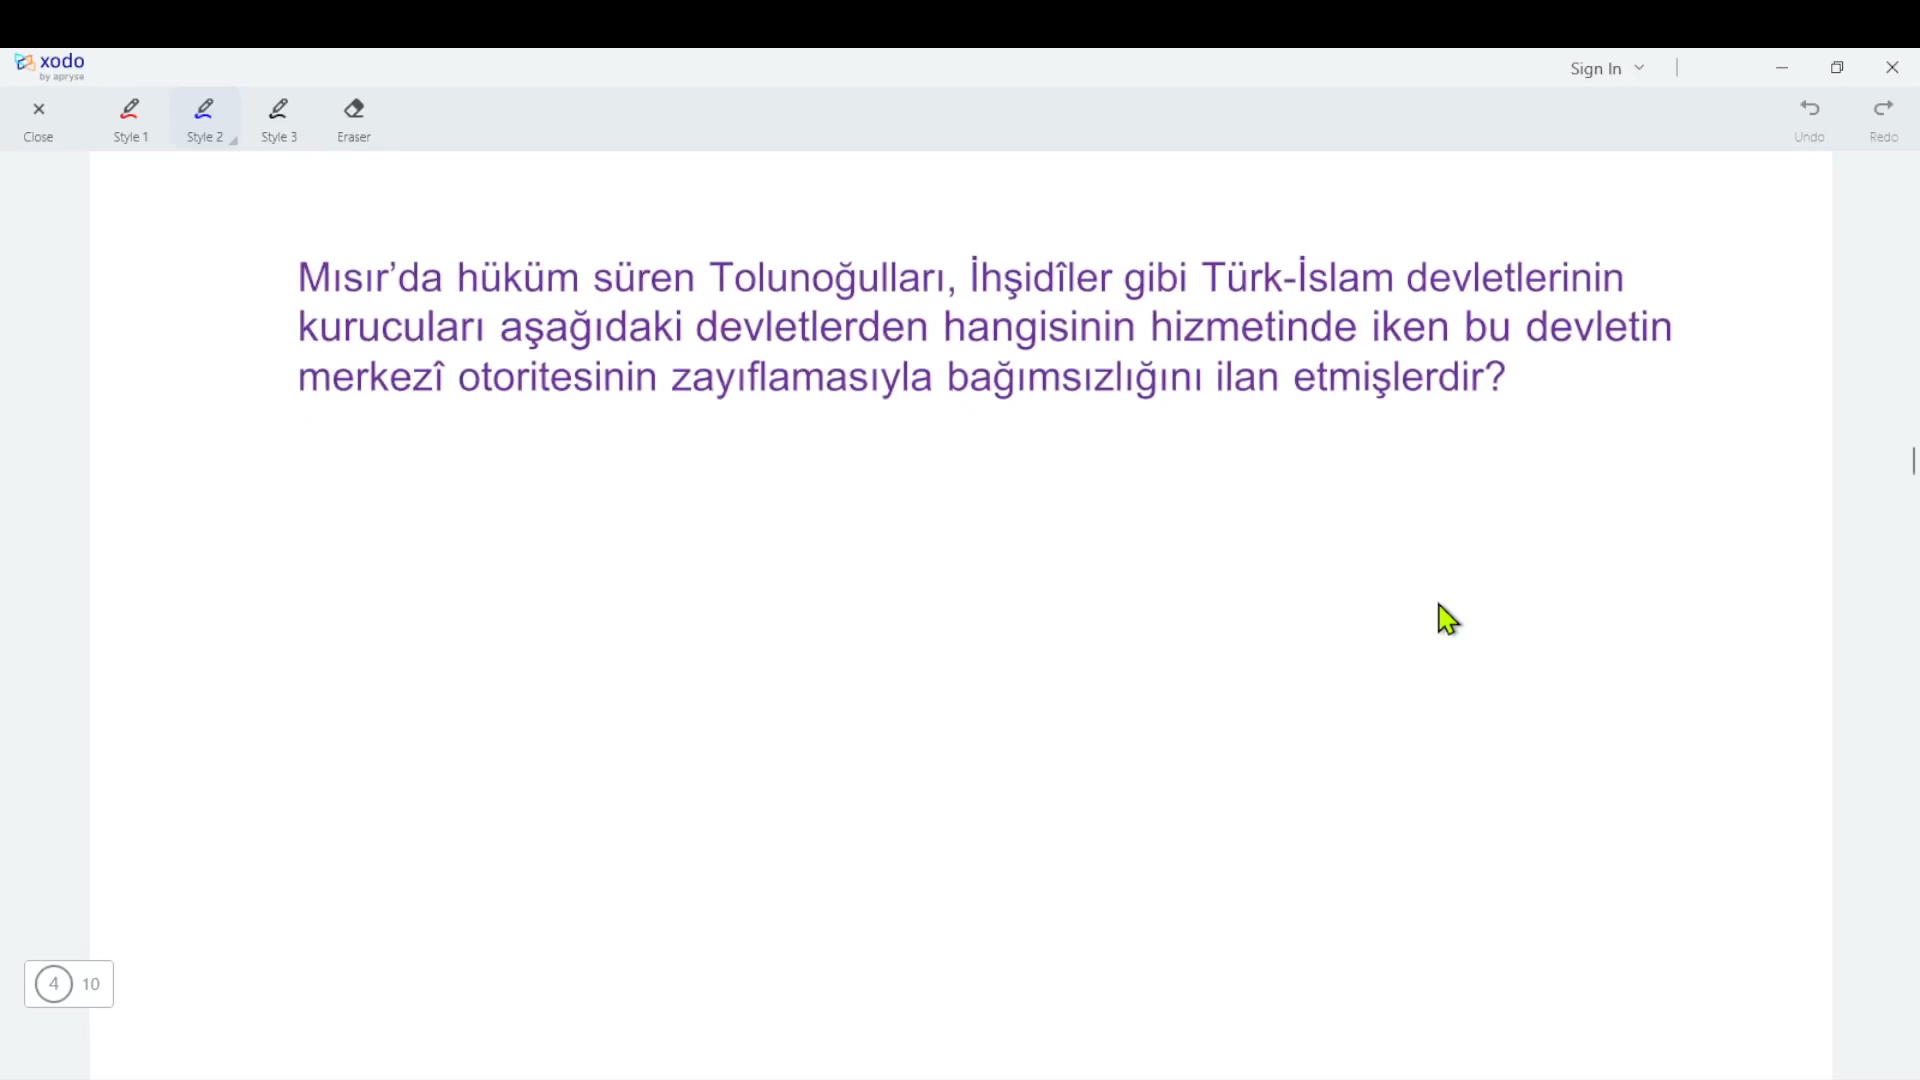 xodo
by apryse
Sign In
Close
Style 1
Style 2
Style 3
Eraser
Undo
Redo
Mısır’da hüküm süren Tolunoğulları, İhşidîler gibi Türk-İslam devletlerinin
kurucuları aşağıdaki devletlerden hangisinin hizmetinde iken bu devletin
merkezî otoritesinin zayıflamasıyla bağımsızlığını ilan etmişlerdir?
4 10